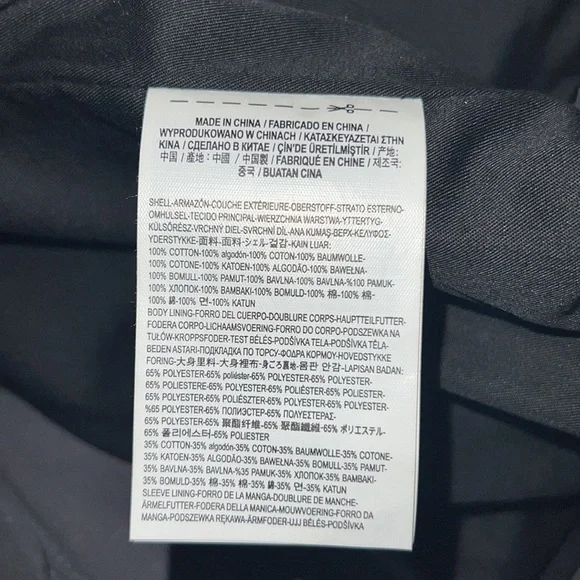 MADE IN CHINA / FABRICADO EN CHINA /
WYPRODUKOWANO W CHINACH / ΚΑΤΑΣΚΕΥΑΖΕΤΑΙ ΣΤΗΝ
ΚΙΝΑ / СДЕЛАНО В КИТАЕ / ÇİN'DE ÜRETİLMİŞTİR / 产地:
中国 / 產地: 中國 / 中国製 / FABRIQUÉ EN CHINE / 제조국:
중국 / BUATAN CINA
SHELL-ARMAZÓN-COUCHE EXTÉRIEURE-OBERSTOFF-STRATO ESTERNO-
OMHULSEL-TECIDO PRINCIPAL-WIERZCHNIA WARSTWA-YTTERTYG-
KÜLSŐRÉSZ-VRCHNÝ DIEL-SVRCHNÍ DÍL-ANA KUMAŞ-ВЕРХ-ΚΕΛΥΦΟΣ-
YDERSTYKKE-面料-面料-シェル-겉감-KAIN LUAR:
100% COTTON-100% algodón-100% COTON-100% BAUMWOLLE-
100% COTONE-100% KATOEN-100% ALGODÃO-100% BAWEŁNA-
100% BOMULL-100% PAMUT-100% BAVLNA-100% BAVLNA-%100 PAMUK-
100% ХЛОПОК-100% ΒΑΜΒΑΚΙ-100% BOMULD-100% 棉-100% 棉-
100% 綿-100% 면-100% KATUN
BODY LINING-FORRO DEL CUERPO-DOUBLURE CORPS-HAUPTTEILFUTTER-
FODERA CORPO-LICHAAMSVOERING-FORRO DO CORPO-PODSZEWKA NA
TUŁÓW-KROPPSFODER-TEST BÉLÉS-PODŠÍVKA TELA-PODŠÍVKA TĚLA-
BEDEN ASTARI-ПОДКЛАДКА ПО ТОРСУ-ΦΟΔΡΑ ΚΟΡΜΟΥ-HOVEDSTYKKE
FORING-大身里料-大身裡布-身ごろ裏地-몸판 안감-LAPISAN BADAN:
65% POLYESTER-65% poliéster-65% POLYESTER-65% POLYESTER-
65% POLIESTERE-65% POLYESTER-65% POLIÉSTER-65% POLIESTER-
65% POLYESTER-65% POLIÉSZTER-65% POLYESTER-65% POLYESTER-
%65 POLYESTER-65% ПОЛИЭСТЕР-65% ΠΟΛΥΕΣΤΕΡΑΣ-
65% POLYESTER-65% 聚酯纤维-65% 聚酯纖維-65% ポリエステル-
65% 폴리에스터-65% POLIESTER
35% COTTON-35% algodón-35% COTON-35% BAUMWOLLE-35% COTONE-
35% KATOEN-35% ALGODÃO-35% BAWEŁNA-35% BOMULL-35% PAMUT-
35% BAVLNA-35% BAVLNA-%35 PAMUK-35% ХЛОПОК-35% ΒΑΜΒΑΚΙ-
35% BOMULD-35% 棉-35% 棉-35% 綿-35% 면-35% KATUN
SLEEVE LINING-FORRO DE LA MANGA-DOUBLURE DE MANCHE-
ÄRMELFUTTER-FODERA DELLA MANICA-MOUWVOERING-FORRO DA
MANGA-PODSZEWKA RĘKAWA-ÄRMFODER-UJJ BÉLÉS-PODŠÍVKA